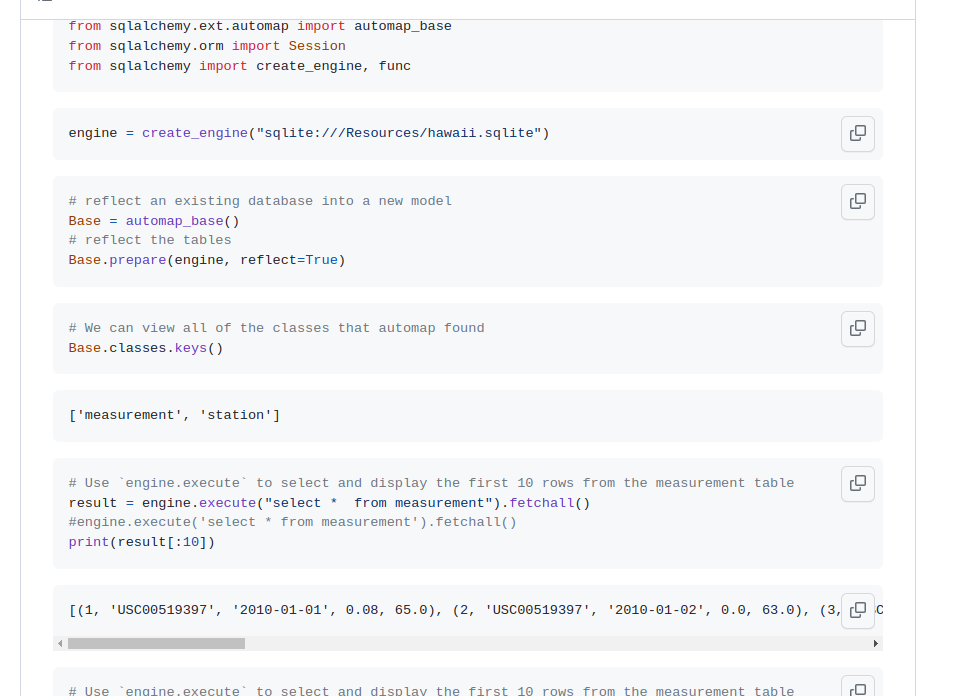 from sqlalchemy.ext.automap import automap_base
from sqlalchemy.orm import Session
from sqlalchemy import create_engine, func
engine = create_engine("sqlite:///Resources/hawaii.sqlite")
# reflect an existing database into a new model
Base = automap_base()
# reflect the tables
Base.prepare(engine, reflect=True)
# We can view all of the classes that automap found
Base.classes.keys()
['measurement', 'station']
# Use `engine.execute` to select and display the first 10 rows from the measurement table
result = engine.execute("select *  from measurement").fetchall()
#engine.execute('select * from measurement').fetchall()
print(result[:10])
[(1, 'USC00519397', '2010-01-01', 0.08, 65.0), (2, 'USC00519397', '2010-01-02', 0.0, 63.0), (3,
# Use `engine.execute` to select and display the first 10 rows from the measurement table